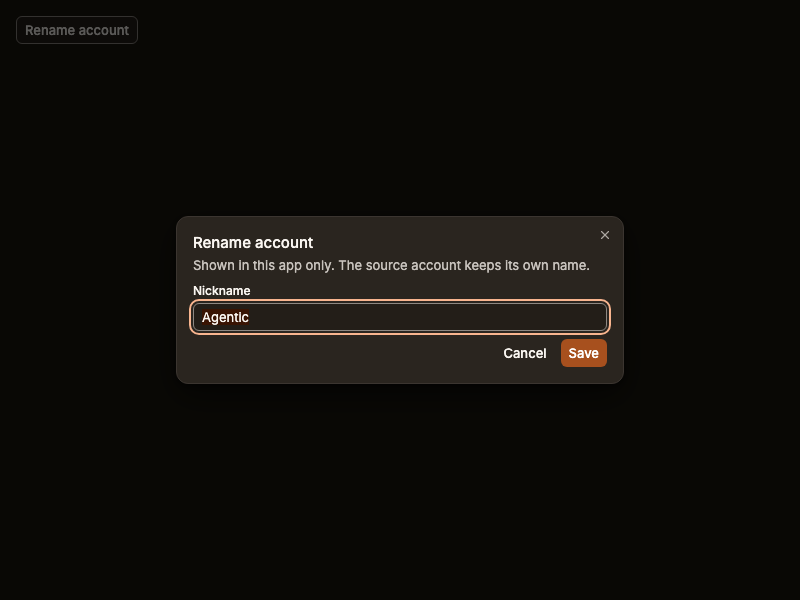 Rename account
Rename account
Shown in this app only. The source account keeps its own name.
Nickname
Agentic
Cancel
Save